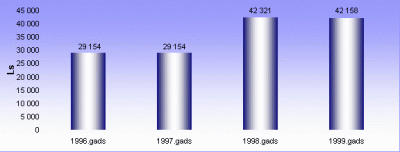 45 000
40 000
35 000
30 000
25 000
20 000
15 000
10 000
5 000
0
Ls
29 154
29 154
42 321
42 158
1996.gads
1997.gads
1998.gads
1999.gads